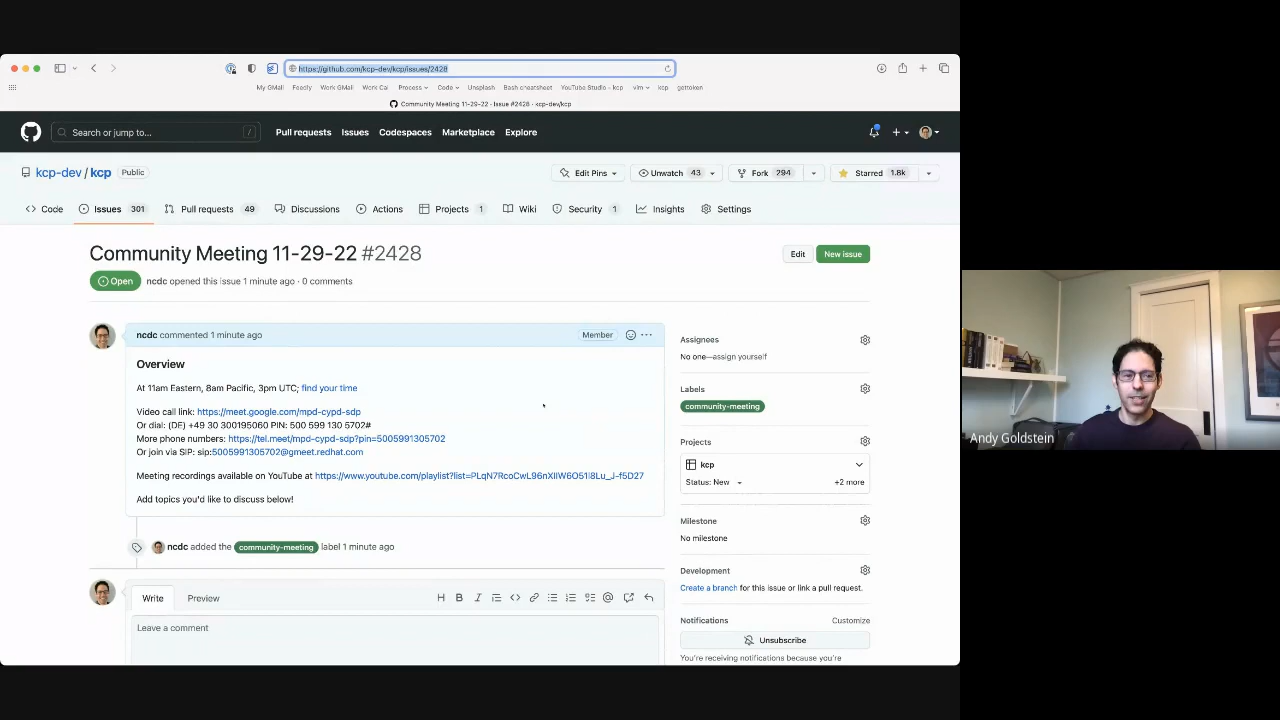 https://github.com/kcp-dev/kcp/issues/2428
My GMail Feedly Work GMail Work Cal Process Code Unsplash Bash cheatsheet YouTube Studio - kcp vim kcp gettoken
Community Meeting 11-29-22 · Issue #2428 · kcp-dev/kcp
Search or jump to... /
Pull requests Issues Codespaces Marketplace Explore
kcp-dev / kcp Public
Edit Pins Unwatch 43 Fork 294 Starred 1.8k
Code Issues 301 Pull requests 49 Discussions Actions Projects 1 Wiki Security 1 Insights Settings
Community Meeting 11-29-22 #2428
Edit New issue
Open ncdc opened this issue 1 minute ago · 0 comments
ncdc commented 1 minute ago Member
Overview
At 11am Eastern, 8am Pacific, 3pm UTC; find your time
Video call link: https://meet.google.com/mpd-cypd-sdp
Or dial: (DE) +49 30 300195060 PIN: 500 599 130 5702#
More phone numbers: https://tel.meet/mpd-cypd-sdp?pin=5005991305702
Or join via SIP: sip:5005991305702@gmeet.redhat.com
Meeting recordings available on YouTube at
Add topics you'd like to discuss below!
ncdc added the community-meeting label 1 minute ago
Write Preview
Leave a comment
Assignees
No one—assign yourself
Labels
community-meeting
Projects
kcp
Status: New +2 more
Milestone
No milestone
Development
Create a branch for this issue or link a pull request.
Notifications Customize
Unsubscribe
You're receiving notifications because you're
Andy Goldstein